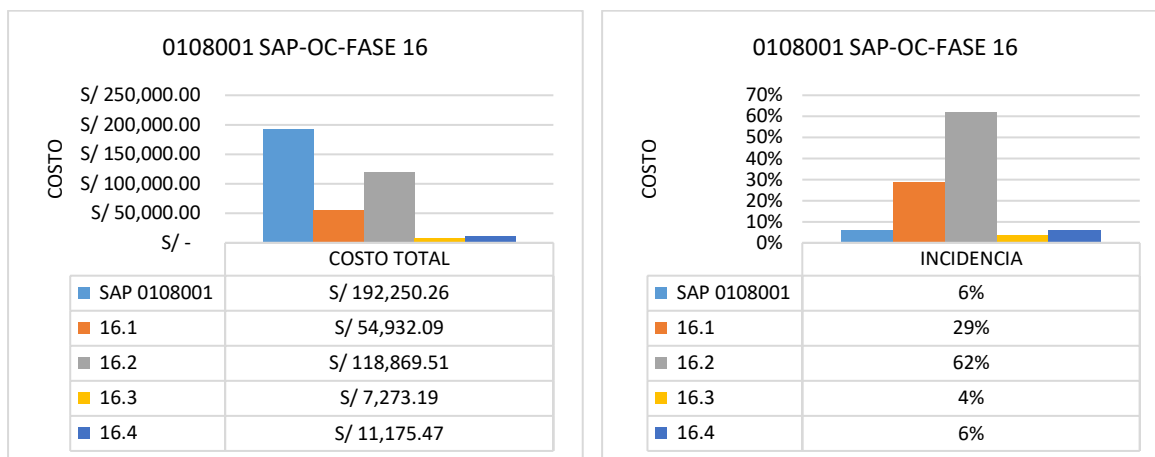 0108001 SAP-OC-FASE 16
S/ 250,000.00
S/ 200,000.00
S/ 150,000.00
S/ 100,000.00
S/ 50,000.00
S/ -
COSTO
COSTO TOTAL
SAP 0108001 S/ 192,250.26
16.1 S/ 54,932.09
16.2 S/ 118,869.51
16.3 S/ 7,273.19
16.4 S/ 11,175.47
0108001 SAP-OC-FASE 16
70%
60%
50%
40%
30%
20%
10%
0%
COSTO
INCIDENCIA
SAP 0108001 6%
16.1 29%
16.2 62%
16.3 4%
16.4 6%